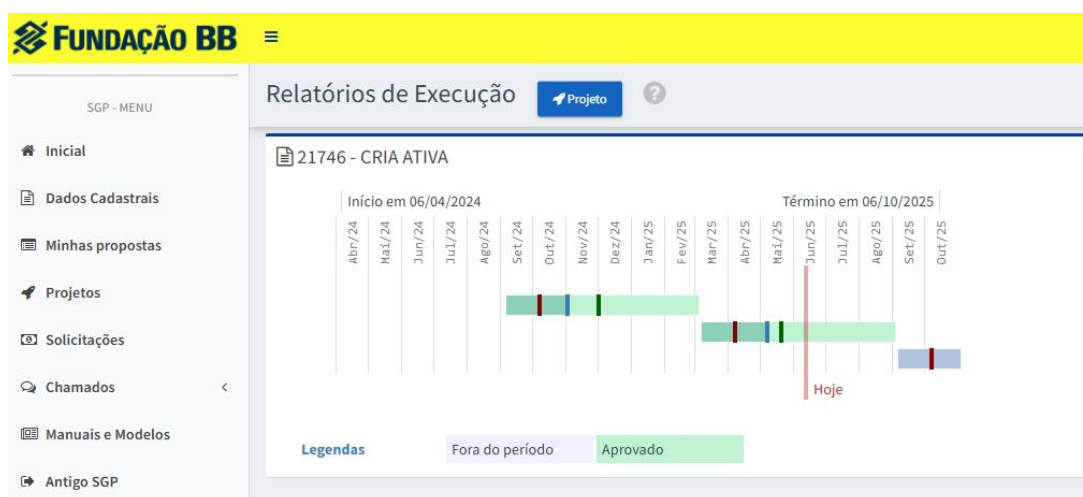 FUNDAÇÃO BB
SGP - MENU
Inicial
Dados Cadastrais
Minhas propostas
Projetos
Solicitações
Chamados
Manuais e Modelos
Antigo SGP
Relatórios de Execução
Projeto
?
21746 - CRIA ATIVA
Início em 06/04/2024
Término em 06/10/2025
Abr/24
Mai/24
Jun/24
Jul/24
Ago/24
Set/24
Out/24
Nov/24
Dez/24
Jan/25
Fev/25
Mar/25
Abr/25
Mai/25
Jun/25
Jul/25
Ago/25
Set/25
Out/25
Hoje
Legendas
Fora do período
Aprovado